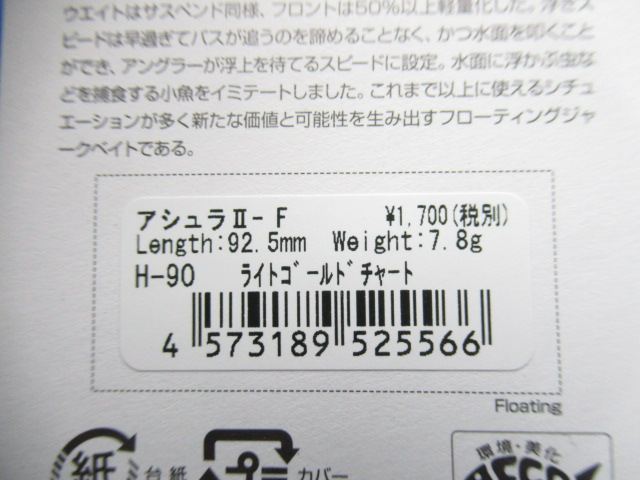 ウエイトはサスペンド同様、フロントは50%以上軽量化した。浮きス
ピードは早過ぎてバスが追うのを諦めることなく、かつ水面を叩くこと
ができ、アングラーが浮上を待てるスピードに設定。水面に浮かぶ虫な
どを捕食する小魚をイミテートしました。これまで以上に使えるシチュ
エーションが多く新たな価値と可能性を生み出すフローティングジャ
ークベイトである。
アシュラⅡ- F ¥1,700(税別)
Length:92.5mm Weight:7.8g
H-90 ﾗｲﾄｺﾞｰﾙﾄﾞﾁｬｰﾄ
4 573189 525566
Floating
紙 台紙
カバー
環境・美化